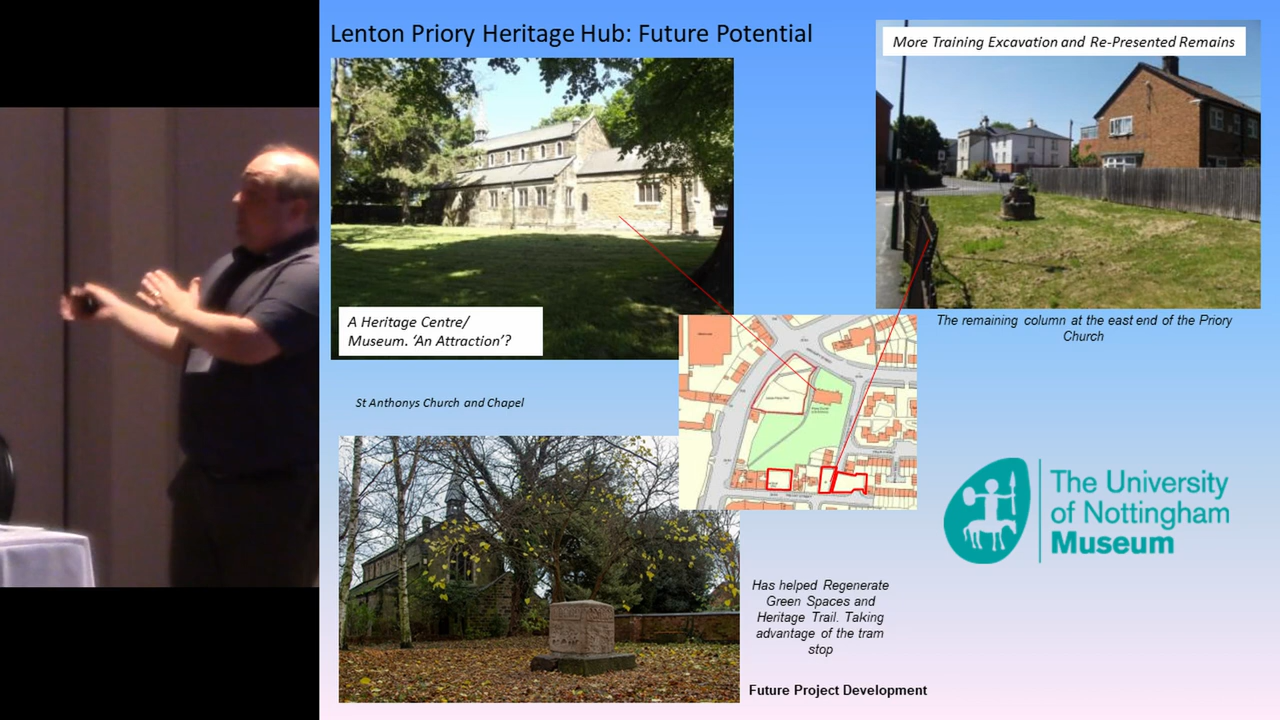 Lenton Priory Heritage Hub: Future Potential
More Training Excavation and Re-Presented Remains
A Heritage Centre/
Museum. ‘An Attraction’?
The remaining column at the east end of the Priory
Church
St Anthonys Church and Chapel
The University
of Nottingham
Museum
Has helped Regenerate
Green Spaces and
Heritage Trail. Taking
advantage of the tram
stop
Future Project Development